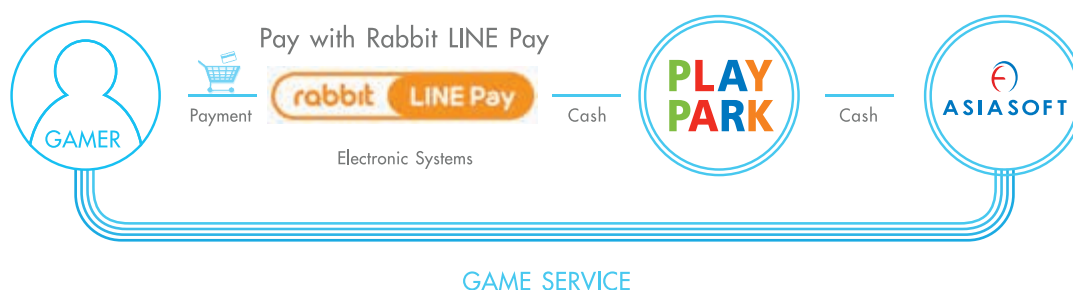 Pay with Rabbit LINE Pay
GAMER
Payment
rabbit LINE Pay
Electronic Systems
Cash
PLAY
PARK
Cash
ASIASOFT
GAME SERVICE